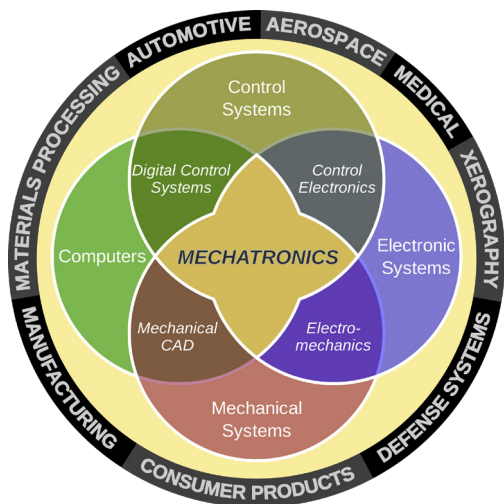 AUTOMOTIVE
AEROSPACE
MEDICAL
XEROGRAPHY
DEFENSE SYSTEMS
CONSUMER PRODUCTS
MANUFACTURING
MATERIALS PROCESSING
Control
Systems
Digital Control
Systems
Control
Electronics
Computers
MECHATRONICS
Electronic
Systems
Mechanical
CAD
Electro-
mechanics
Mechanical
Systems